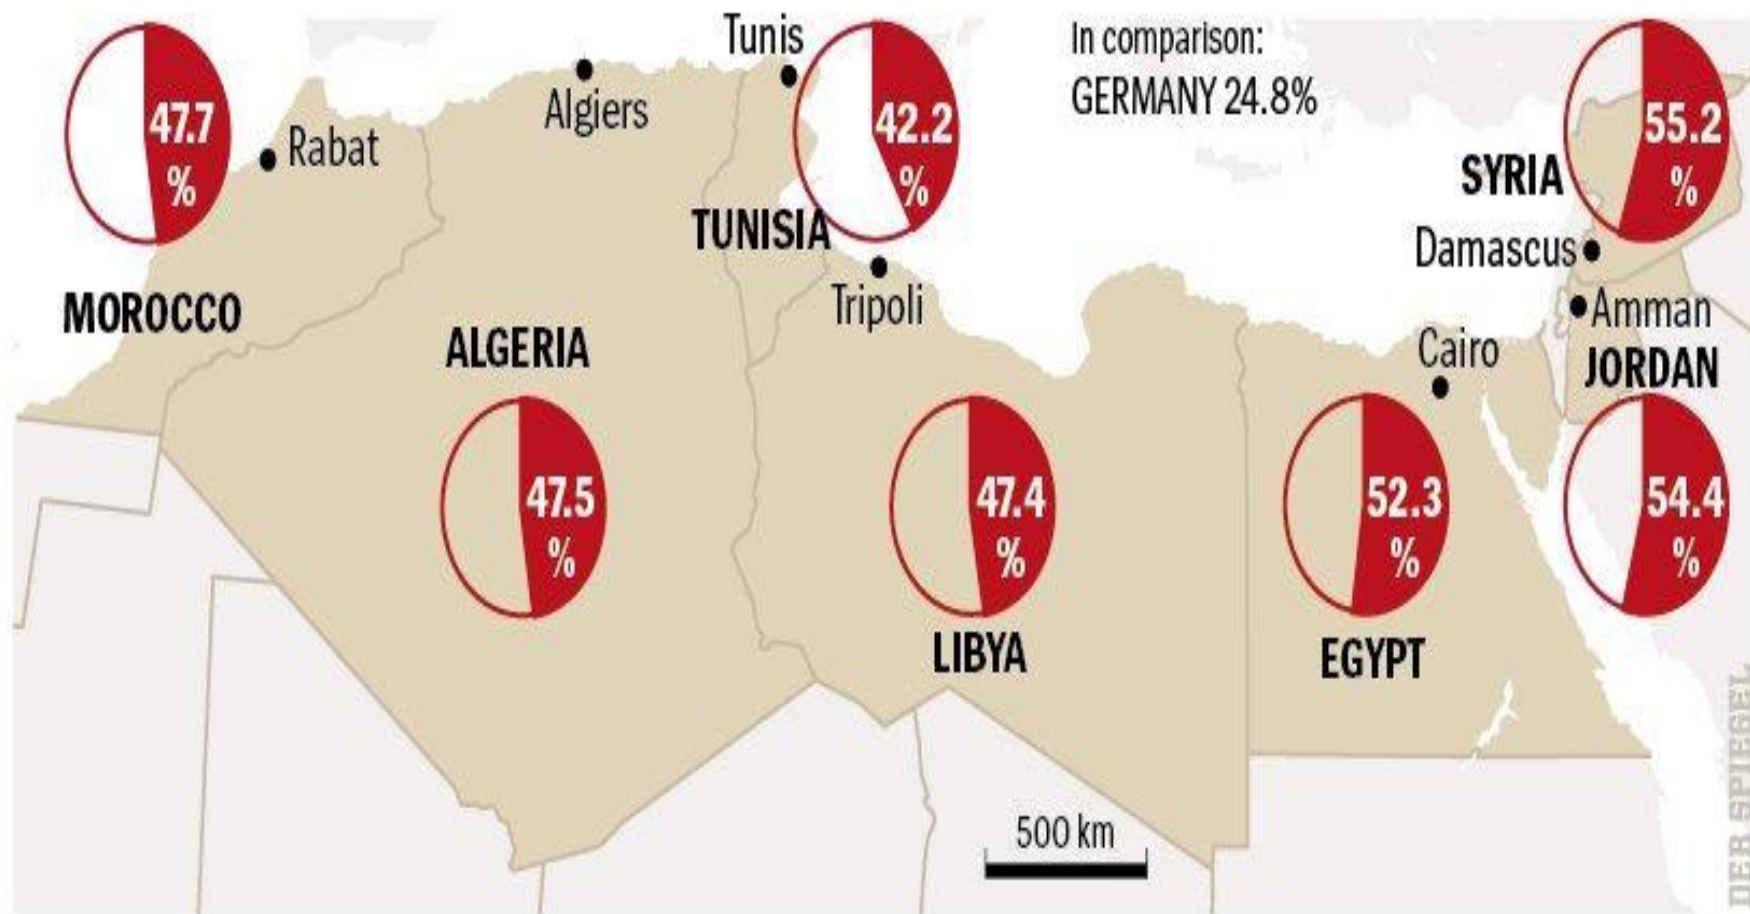 Tunis
In comparison:
GERMANY 24.8%
47.7
%
Rabat
Algiers
42.2
%
55.2
%
SYRIA
TUNISIA
Damascus
MOROCCO
Tripoli
Amman
ALGERIA
Cairo
JORDAN
47.5
%
47.4
%
52.3
%
54.4
%
LIBYA
EGYPT
500 km
DER SPIEGEL